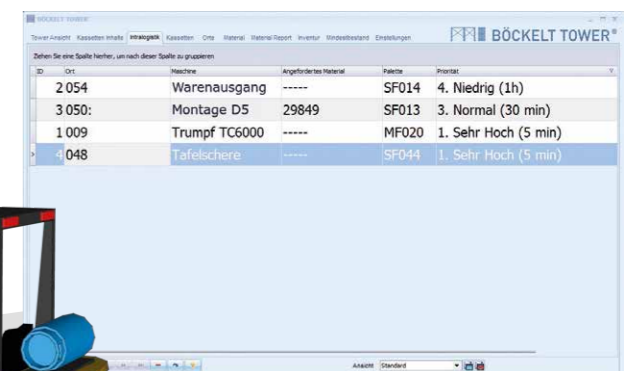 BÖCKELT TOWER
Tower Ansicht Kassetten Inhalte Intralogistik Kassetten Orte Material Material Report Inventur Mindestbestand Einstellungen
BÖCKELT TOWER®
Ziehen Sie eine Spalte hierher, um nach dieser Spalte zu gruppieren
ID Ort Maschine Angefordertes Material Palette Priorität
2 054 Warenausgang ----- SF014 4. Niedrig (1h)
3 050: Montage D5 29849 SF013 3. Normal (30 min)
1 009 Trumpf TC6000 ----- MF020 1. Sehr Hoch (5 min)
4 048 Tafelschere ----- SF044 1. Sehr Hoch (5 min)
Ansicht Standard